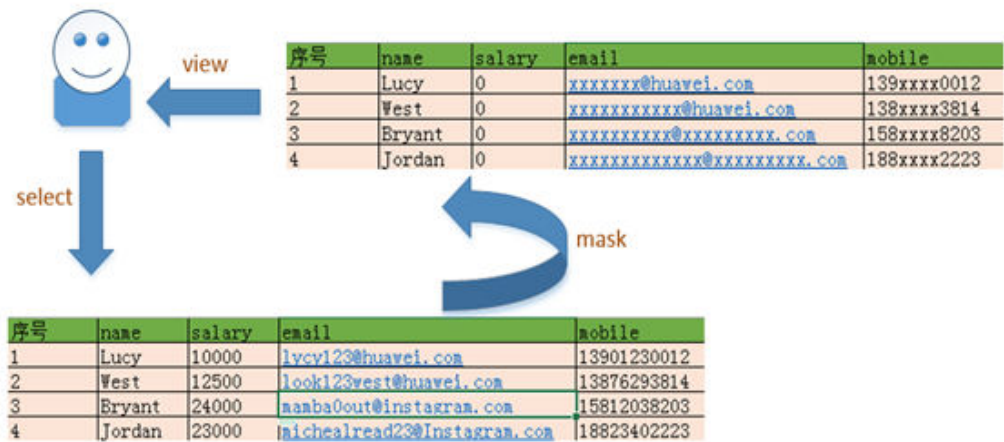 view
序号 name salary email mobile
1 Lucy 0 xxxxxxx@huawei.com 139xxxx0012
2 West 0 xxxxxxxxxxx@huawei.com 138xxxx3814
3 Bryant 0 xxxxxxxxxx@xxxxxxxxx.com 158xxxx8203
4 Jordan 0 xxxxxxxxxxxxx@xxxxxxxxx.com 188xxxx2223
select
mask
序号 name salary email mobile
1 Lucy 10000 lycy123@huawei.com 13901230012
2 West 12500 look123west@huawei.com 13876293814
3 Bryant 24000 mamba0out@instagram.com 15812038203
4 Jordan 23000 michealread23@Instagram.com 18823402223